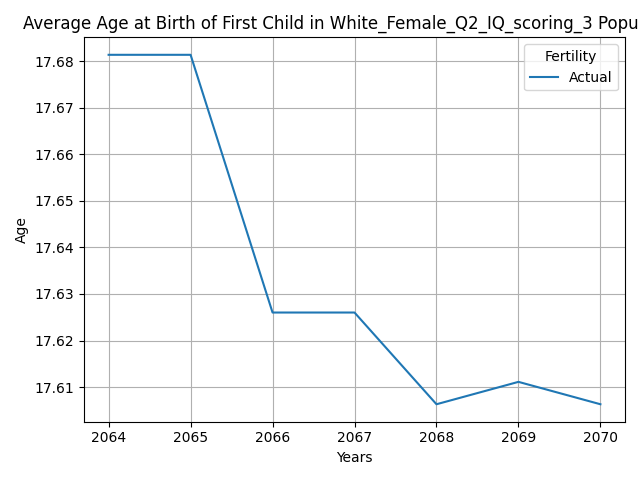 Average Age at Birth of First Child in White_Female_Q2_IQ_scoring_3 Popu
Fertility
Actual
17.68
17.67
17.66
17.65
17.64
17.63
17.62
17.61
Age
2064 2065 2066 2067 2068 2069 2070
Years